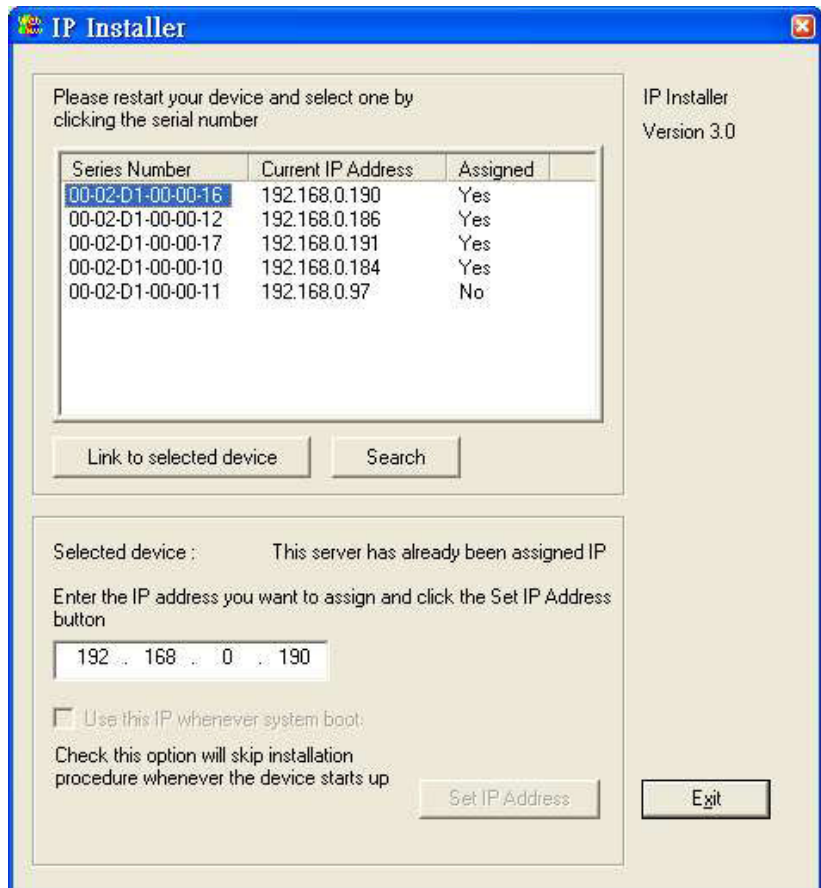 IP Installer
Please restart your device and select one by
clicking the serial number
IP Installer
Version 3.0
Series Number Current IP Address Assigned
00-02-D1-00-00-16 192.168.0.190 Yes
00-02-D1-00-00-12 192.168.0.186 Yes
00-02-D1-00-00-17 192.168.0.191 Yes
00-02-D1-00-00-10 192.168.0.184 Yes
00-02-D1-00-00-11 192.168.0.97 No
Link to selected device Search
Selected device : This server has already been assigned IP
Enter the IP address you want to assign and click the Set IP Address
button
192 . 168 . 0 . 190
Use this IP whenever system boot.
Check this option will skip installation
procedure whenever the device starts up
Set IP Address
Exit